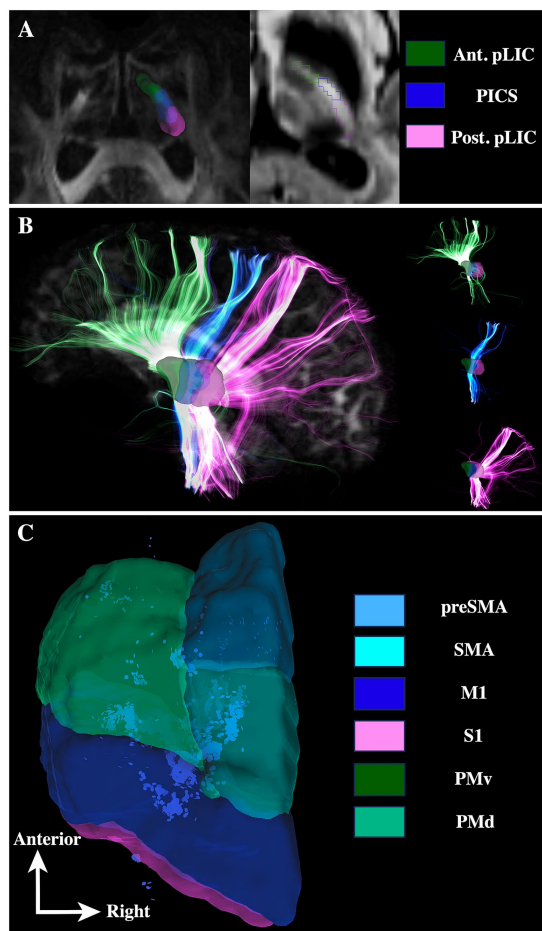 A
Ant. pLIC
PICS
Post. pLIC
B
C
preSMA
SMA
M1
S1
PMv
PMd
Anterior
Right